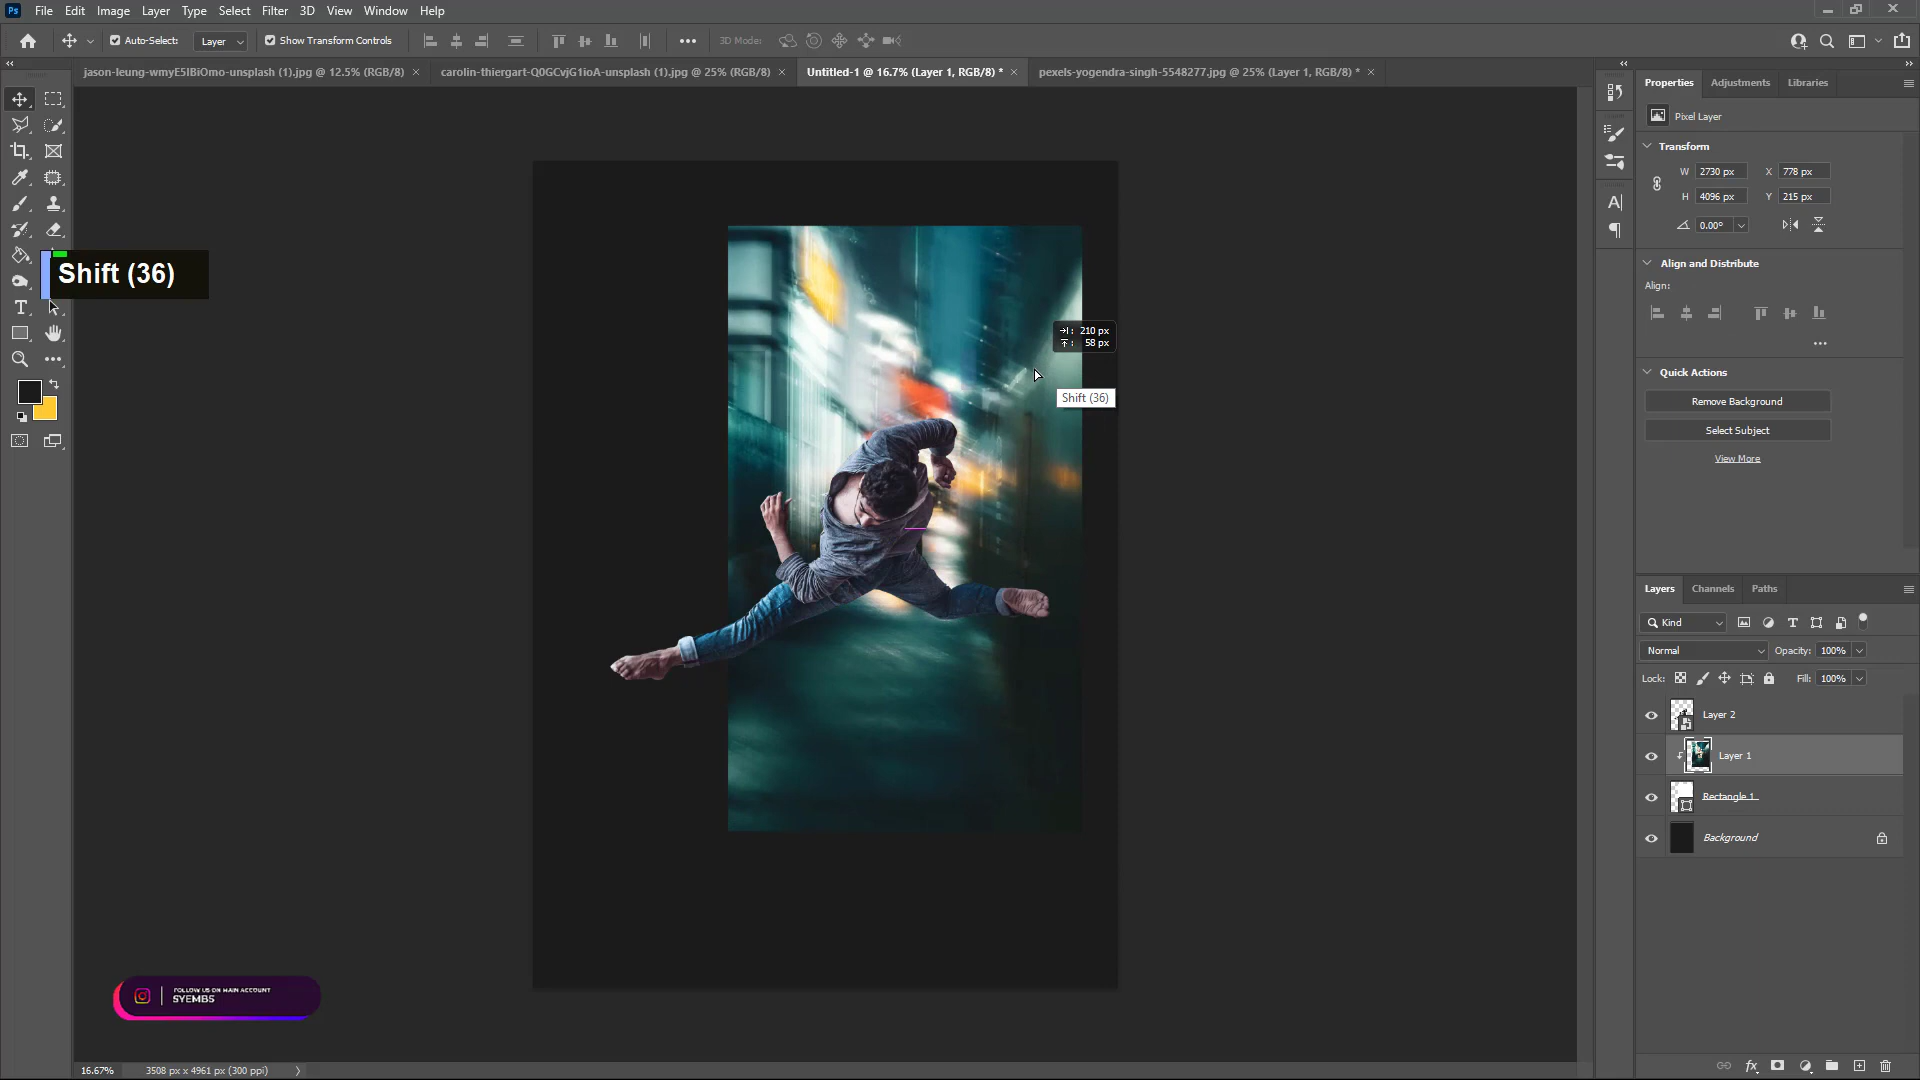 Ps File Edit Image Layer Type Select Filter 3D View Window Help
Auto-Select: Layer Show Transform Controls 3D Mode:
jason-leung-wmyE5IBiOmo-unsplash (1).jpg @ 12.5% (RGB/8) × carolin-thiergart-Q0GCvjG1ioA-unsplash (1).jpg @ 25% (RGB/8) × Untitled-1 @ 16.7% (Layer 1, RGB/8) * × pexels-yogendra-singh-5548277.jpg @ 25% (Layer 1, RGB/8) * ×
Properties Adjustments Libraries
Pixel Layer
Transform
W 2730 px X 778 px
H 4096 px Y 215 px
0.00°
Align and Distribute
Align:
Quick Actions
Remove Background
Select Subject
View More
Shift (36)
: 210 px
: 58 px
Shift (36)
Layers Channels Paths
Kind
Normal Opacity: 100%
Lock: Fill: 100%
Layer 2
Layer 1
Rectangle 1
Background
FOLLOW US ON MAIN ACCOUNT
SYEMBS
16.67% 3508 px x 4961 px (300 ppi)